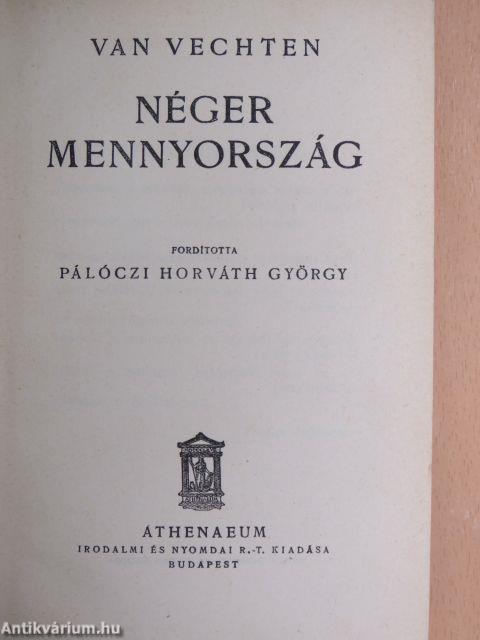 VAN VECHTEN
NÉGER
MENNYORSZÁG
FORDÍTOTTA
PÁLÓCZI HORVÁTH GYÖRGY
ATHENAEUM
IRODALMI ÉS NYOMDAI R.-T. KIADÁSA
BUDAPEST
Antikvárium.hu